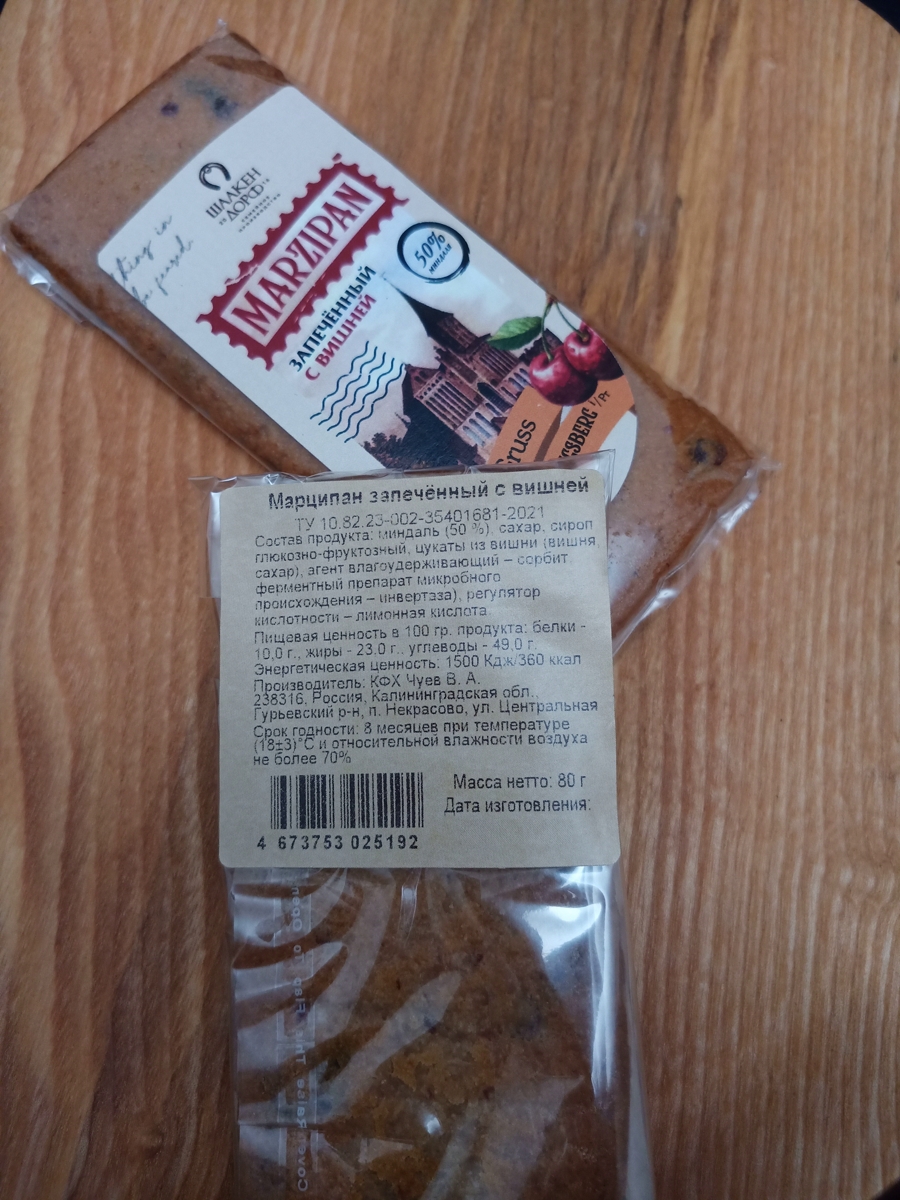 ШААКЕН
ДОРФ
СЕМЕЙНОЕ
MARZIPAN
50%
МИНДАЛЯ
ЗАПЕЧЁННЫЙ
С ВИШНЕЙ
Марципан запечённый с вишней
ТУ 10.82.23-002-35401681-2021
Состав продукта: миндаль (50 %), сахар, сироп
глюкозно-фруктозный, цукаты из вишни (вишня,
сахар), агент влагоудерживающий – сорбит,
ферментный препарат микробного
происхождения – инвертаза), регулятор
кислотности – лимонная кислота
Пищевая ценность в 100 гр. продукта: белки -
10,0 г., жиры - 23,0 г., углеводы - 49,0 г.
Энергетическая ценность: 1500 Кдж/360 ккал
Производитель: КФХ Чуев В. А.
238316, Россия, Калининградская обл.,
Гурьевский р-н, п. Некрасово, ул. Центральная
Срок годности: 8 месяцев при температуре
(18±3)°С и относительной влажности воздуха
не более 70%
Масса нетто: 80 г
Дата изготовления:
4 673753 025192